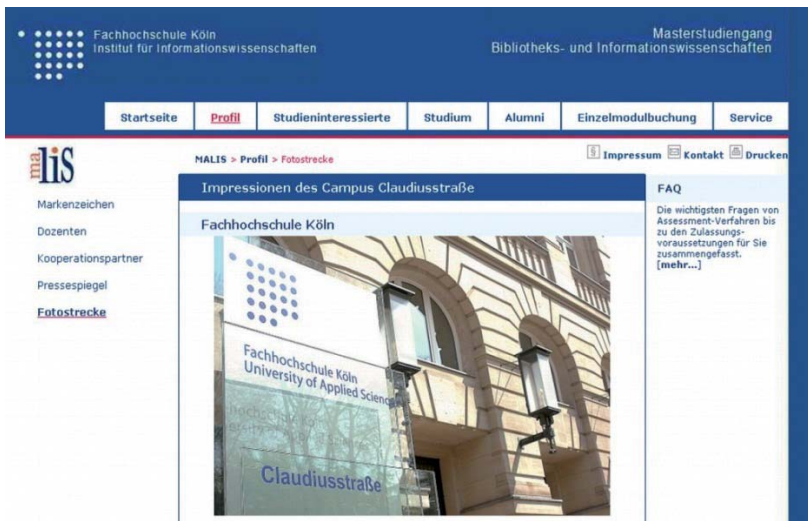 Fachhochschule Köln
Institut für Informationswissenschaften
Masterstudiengang
Bibliotheks- und Informationswissenschaften
Startseite Profil Studieninteressierte Studium Alumni Einzelmodulbuchung Service
maliS
MALIS > Profil > Fotostrecke
§ Impressum Kontakt Drucken
Markenzeichen
Dozenten
Kooperationspartner
Pressespiegel
Fotostrecke
Impressionen des Campus Claudiusstraße
Fachhochschule Köln
Fachhochschule Köln
University of Applied Sciences
Claudiusstraße
FAQ
Die wichtigsten Fragen von
Assessment-Verfahren bis
zu den Zulassungs-
voraussetzungen für Sie
zusammengefasst.
[mehr...]